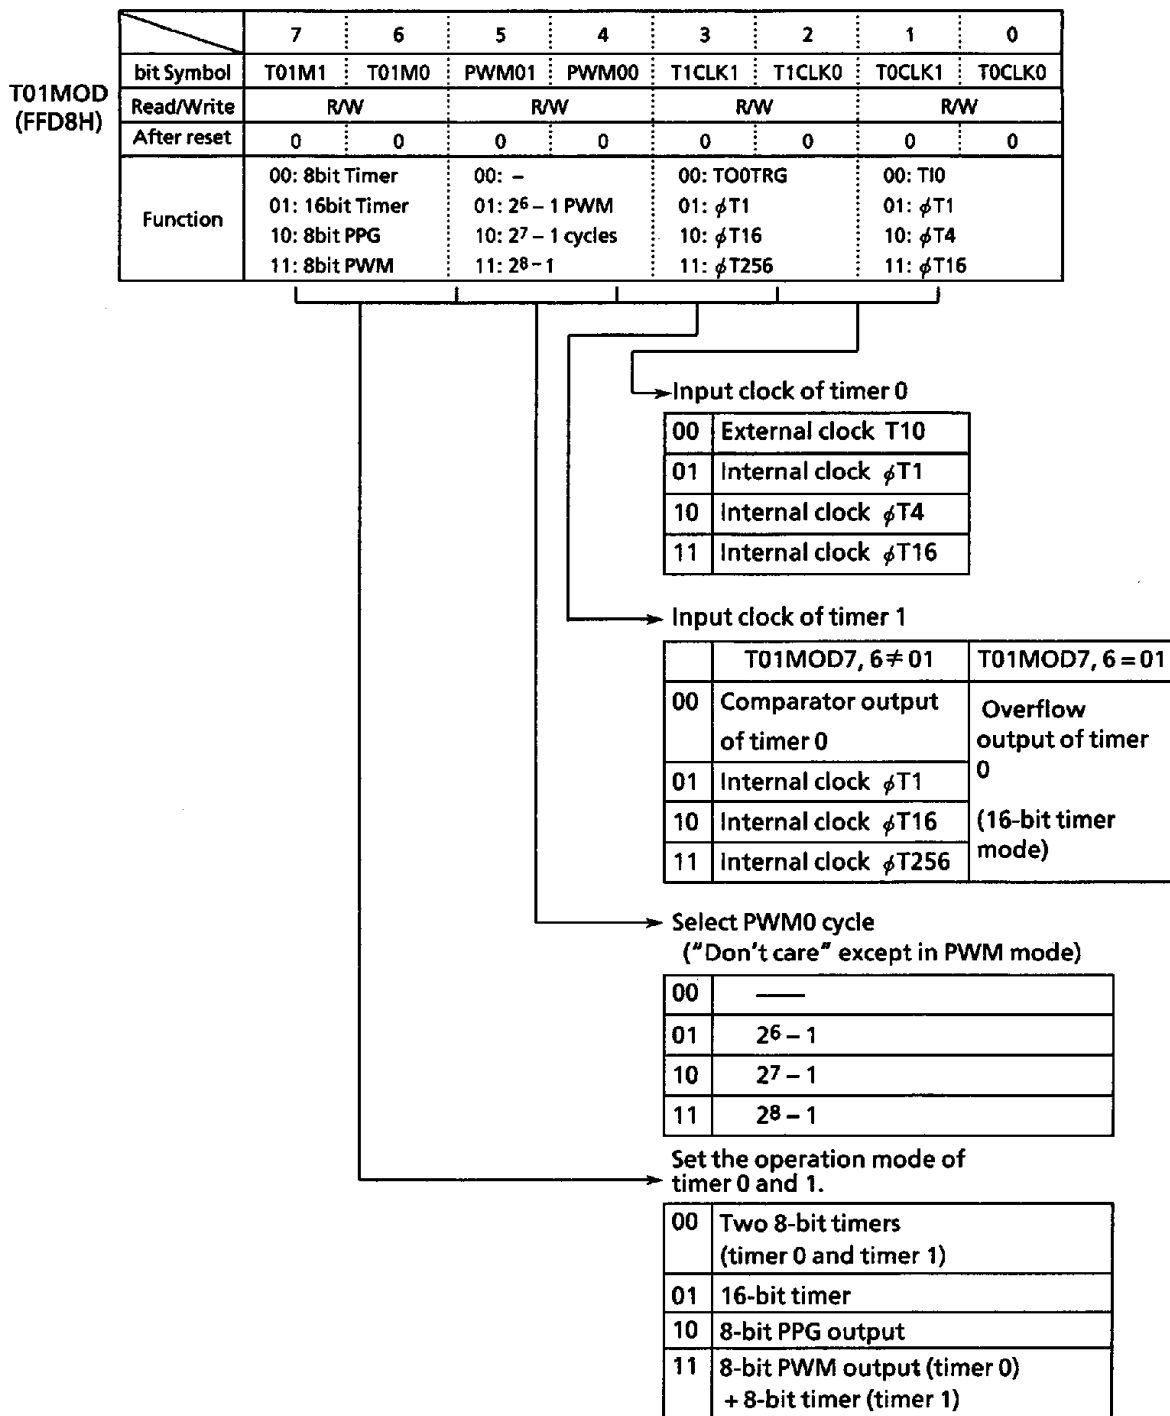 7 6 5 4 3 2 1 0
T01MOD
(FFD8H)
bit Symbol T01M1 T01M0 PWM01 PWM00 T1CLK1 T1CLK0 T0CLK1 T0CLK0
Read/Write R/W R/W R/W R/W
After reset 0 0 0 0 0 0 0 0
Function
00: 8bit Timer 00: – 00: TO0TRG 00: TI0
01: 16bit Timer 01: 2⁶ – 1 PWM 01: φT1 01: φT1
10: 8bit PPG 10: 2⁷ – 1 cycles 10: φT16 10: φT4
11: 8bit PWM 11: 2⁸ – 1 11: φT256 11: φT16
Input clock of timer 0
00 External clock T10
01 Internal clock φT1
10 Internal clock φT4
11 Internal clock φT16
Input clock of timer 1
T01MOD7, 6 ≠ 01 T01MOD7, 6 = 01
00 Comparator output
of timer 0
01 Internal clock φT1
10 Internal clock φT16
11 Internal clock φT256
Overflow
output of timer
0
(16-bit timer
mode)
Select PWM0 cycle
("Don't care" except in PWM mode)
00 ——
01 2⁶ – 1
10 2⁷ – 1
11 2⁸ – 1
Set the operation mode of
timer 0 and 1.
00 Two 8-bit timers
(timer 0 and timer 1)
01 16-bit timer
10 8-bit PPG output
11 8-bit PWM output (timer 0)
+ 8-bit timer (timer 1)